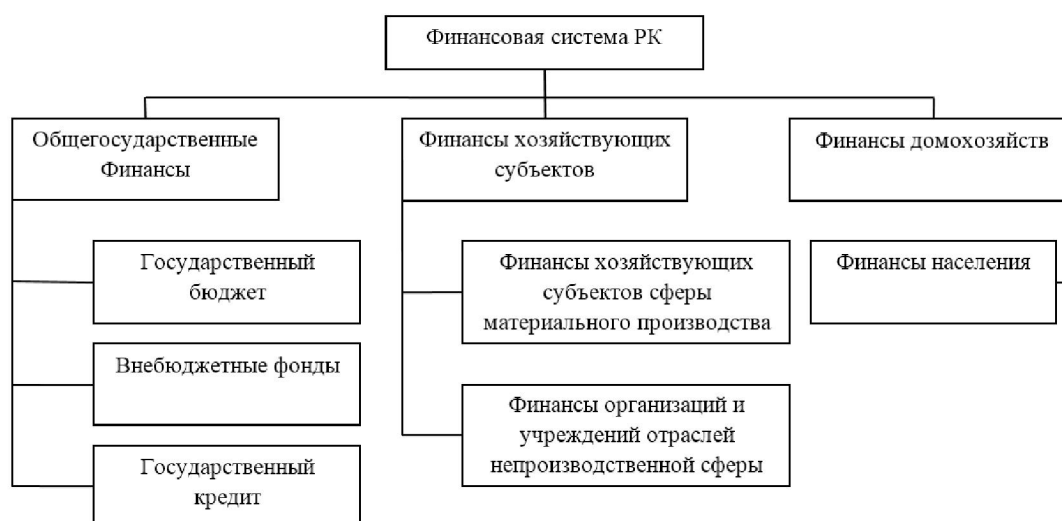 Финансовая система РК
Общегосударственные
Финансы
Финансы хозяйствующих
субъектов
Финансы домохозяйств
Государственный
бюджет
Внебюджетные фонды
Государственный
кредит
Финансы хозяйствующих
субъектов сферы
материального производства
Финансы организаций и
учреждений отраслей
непроизводственной сферы
Финансы населения